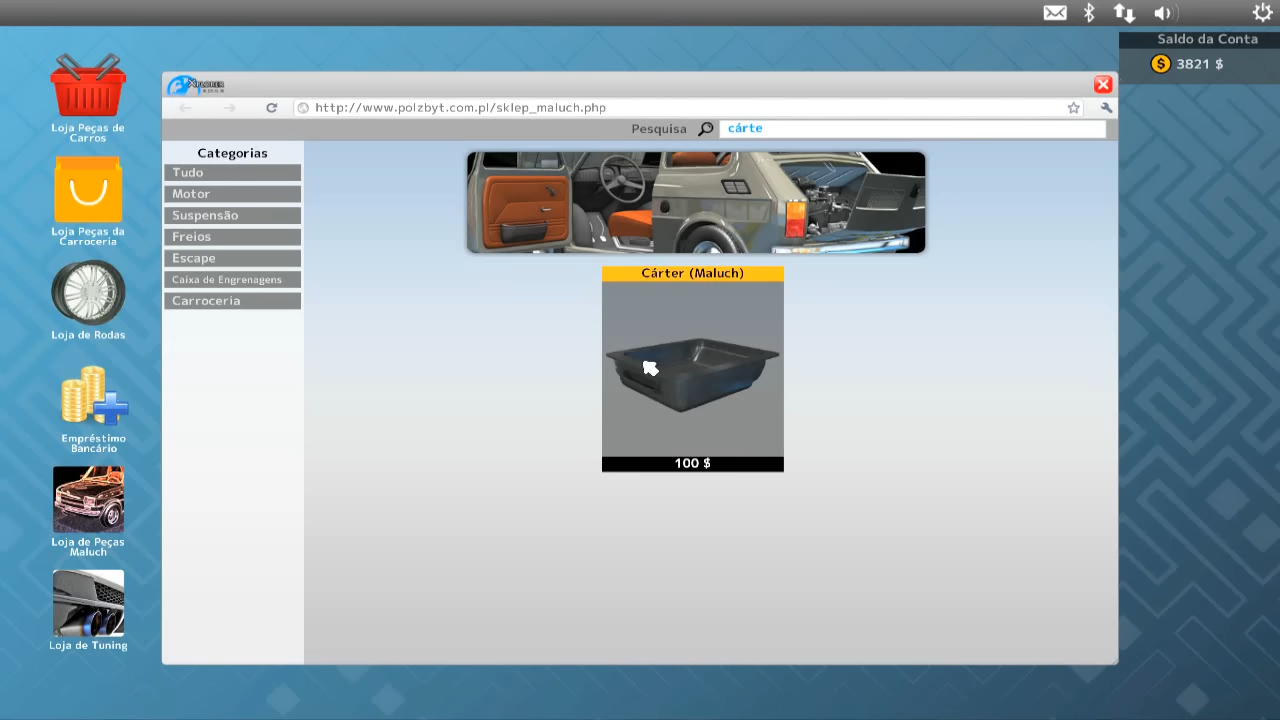 Saldo da Conta
3821 $
Loja Peças de
Carros
Loja Peças da
Carroceria
Loja de Rodas
Empréstimo
Bancário
Loja de Peças
Maluch
Loja de Tuning
XPLORER
http://www.polzbyt.com.pl/sklep_maluch.php
Pesquisa cárte
Categorias
Tudo
Motor
Suspensão
Freios
Escape
Caixa de Engrenagens
Carroceria
Cárter (Maluch)
100 $